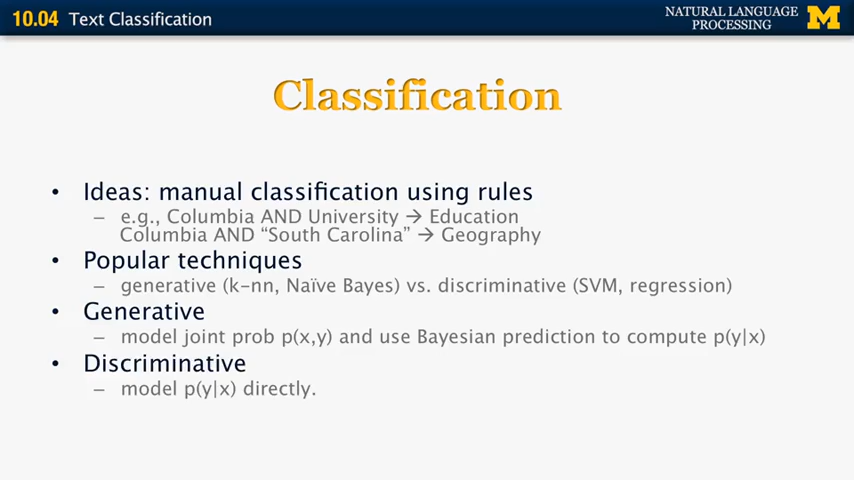 10.04 Text Classification
NATURAL LANGUAGE
PROCESSING
M
Classification
• Ideas: manual classification using rules
– e.g., Columbia AND University → Education
Columbia AND “South Carolina” → Geography
• Popular techniques
– generative (k-nn, Naïve Bayes) vs. discriminative (SVM, regression)
• Generative
– model joint prob p(x,y) and use Bayesian prediction to compute p(y|x)
• Discriminative
– model p(y|x) directly.